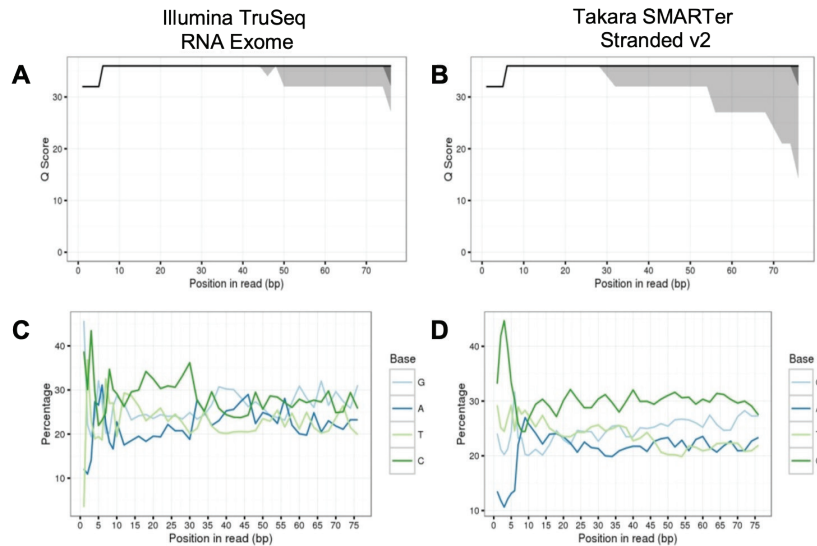 Illumina TruSeq
RNA Exome
Takara SMARTer
Stranded v2
A
Q Score
30
20
10
0
0 10 20 30 40 50 60 70
Position in read (bp)
B
Q Score
30
20
10
0
0 10 20 30 40 50 60 70
Position in read (bp)
C
Percentage
40
30
20
10
0 5 10 15 20 25 30 35 40 45 50 55 60 65 70 75
Position in read (bp)
Base
G
A
T
C
D
Percentage
40
30
20
10
0 5 10 15 20 25 30 35 40 45 50 55 60 65 70 75
Position in read (bp)
Base